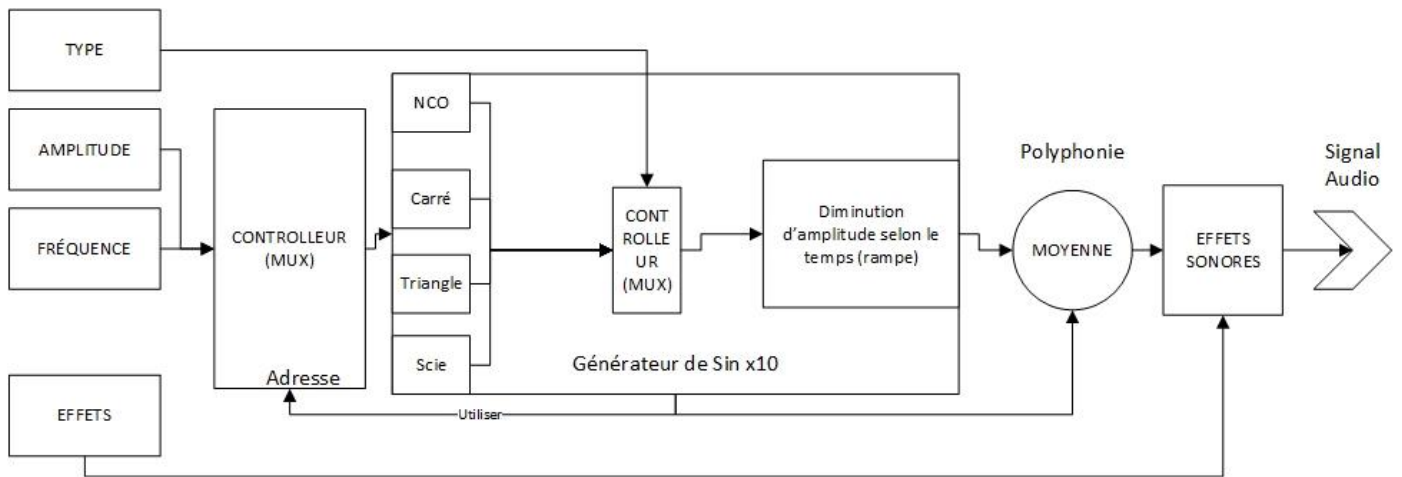 TYPE
AMPLITUDE
FRÉQUENCE
EFFETS
CONTROLLEUR
(MUX)
Adresse
NCO
Carré
Triangle
Scie
CONT
ROLLE
UR
(MUX)
Diminution
d'amplitude selon le
temps (rampe)
Générateur de Sin x10
Utiliser
Polyphonie
MOYENNE
EFFETS
SONORES
Signal
Audio